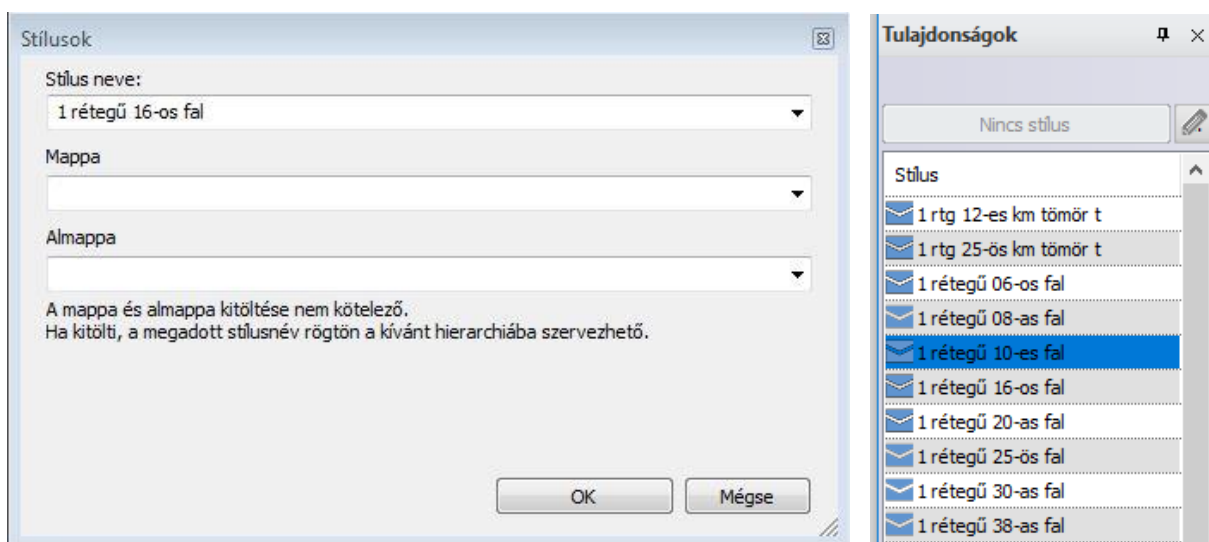 Stílusok
Stílus neve:
1 rétegű 16-os fal
Mappa
Almappa
A mappa és almappa kitöltése nem kötelező.
Ha kitölti, a megadott stílusnév rögtön a kívánt hierarchiába szervezhető.
OK
Mégse
Tulajdonságok
Nincs stílus
Stílus
1 rtg 12-es km tömör t
1 rtg 25-ös km tömör t
1 rétegű 06-os fal
1 rétegű 08-as fal
1 rétegű 10-es fal
1 rétegű 16-os fal
1 rétegű 20-as fal
1 rétegű 25-ös fal
1 rétegű 30-as fal
1 rétegű 38-as fal